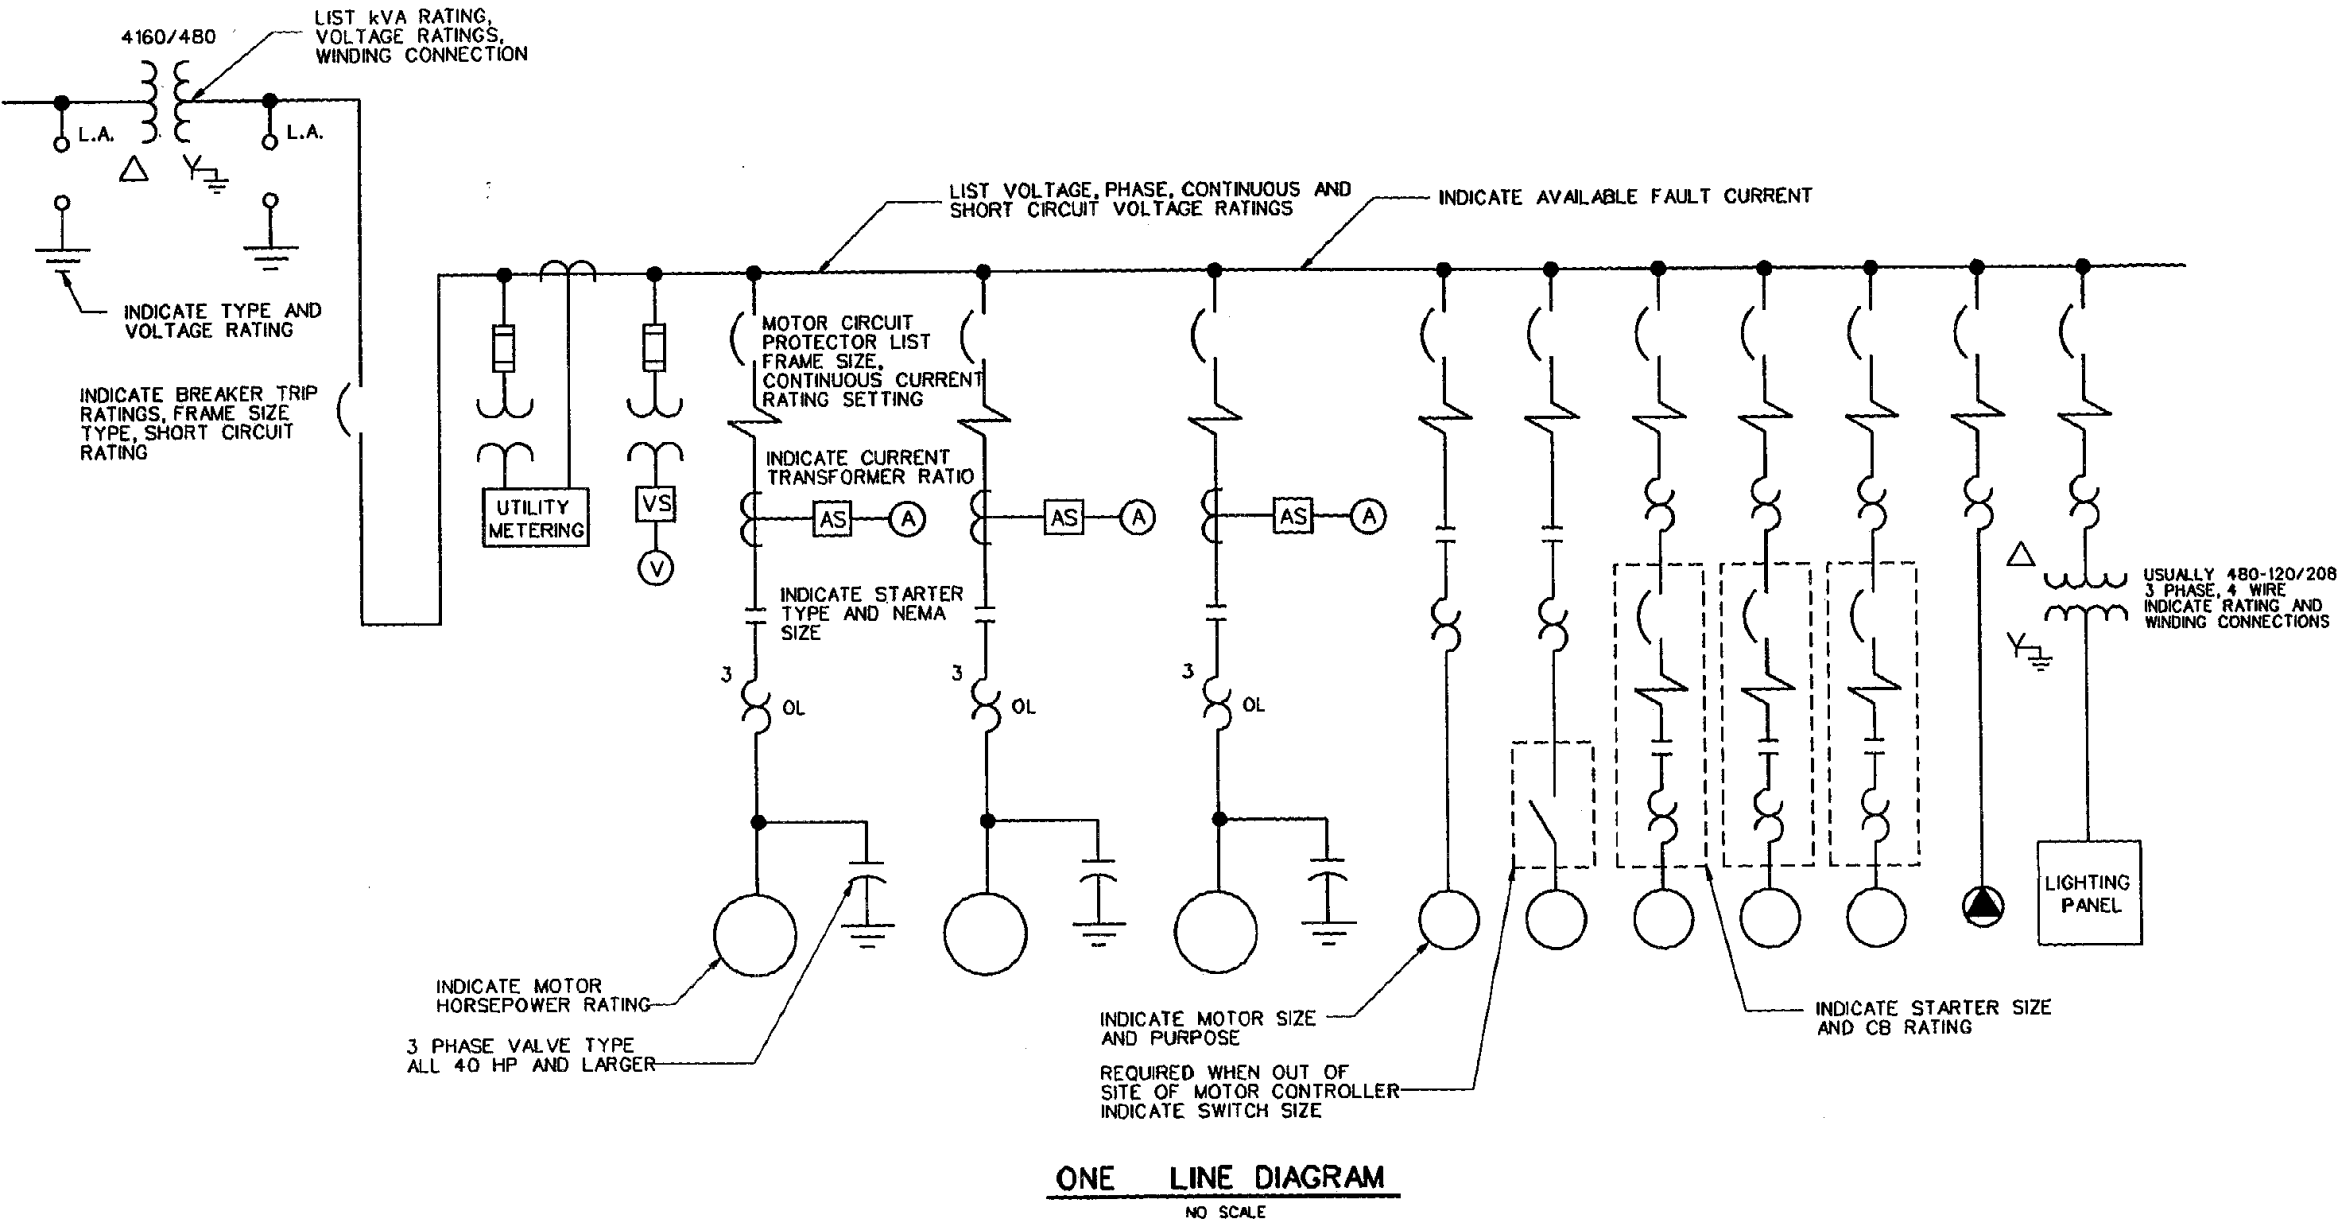 LIST kVA RATING,
VOLTAGE RATINGS,
WINDING CONNECTION
4160/480
L.A.
L.A.
INDICATE TYPE AND
VOLTAGE RATING
INDICATE BREAKER TRIP
RATINGS, FRAME SIZE
TYPE, SHORT CIRCUIT
RATING
LIST VOLTAGE, PHASE, CONTINUOUS AND
SHORT CIRCUIT VOLTAGE RATINGS
INDICATE AVAILABLE FAULT CURRENT
MOTOR CIRCUIT
PROTECTOR LIST
FRAME SIZE,
CONTINUOUS CURRENT
RATING SETTING
INDICATE CURRENT
TRANSFORMER RATIO
UTILITY
METERING
VS
V
AS
A
AS
A
AS
A
INDICATE STARTER
TYPE AND NEMA
SIZE
3
OL
3
OL
3
OL
USUALLY 480-120/208
3 PHASE, 4 WIRE
INDICATE RATING AND
WINDING CONNECTIONS
LIGHTING
PANEL
INDICATE MOTOR
HORSEPOWER RATING
3 PHASE VALVE TYPE
ALL 40 HP AND LARGER
INDICATE MOTOR SIZE
AND PURPOSE
REQUIRED WHEN OUT OF
SITE OF MOTOR CONTROLLER
INDICATE SWITCH SIZE
INDICATE STARTER SIZE
AND CB RATING
ONE LINE DIAGRAM
NO SCALE